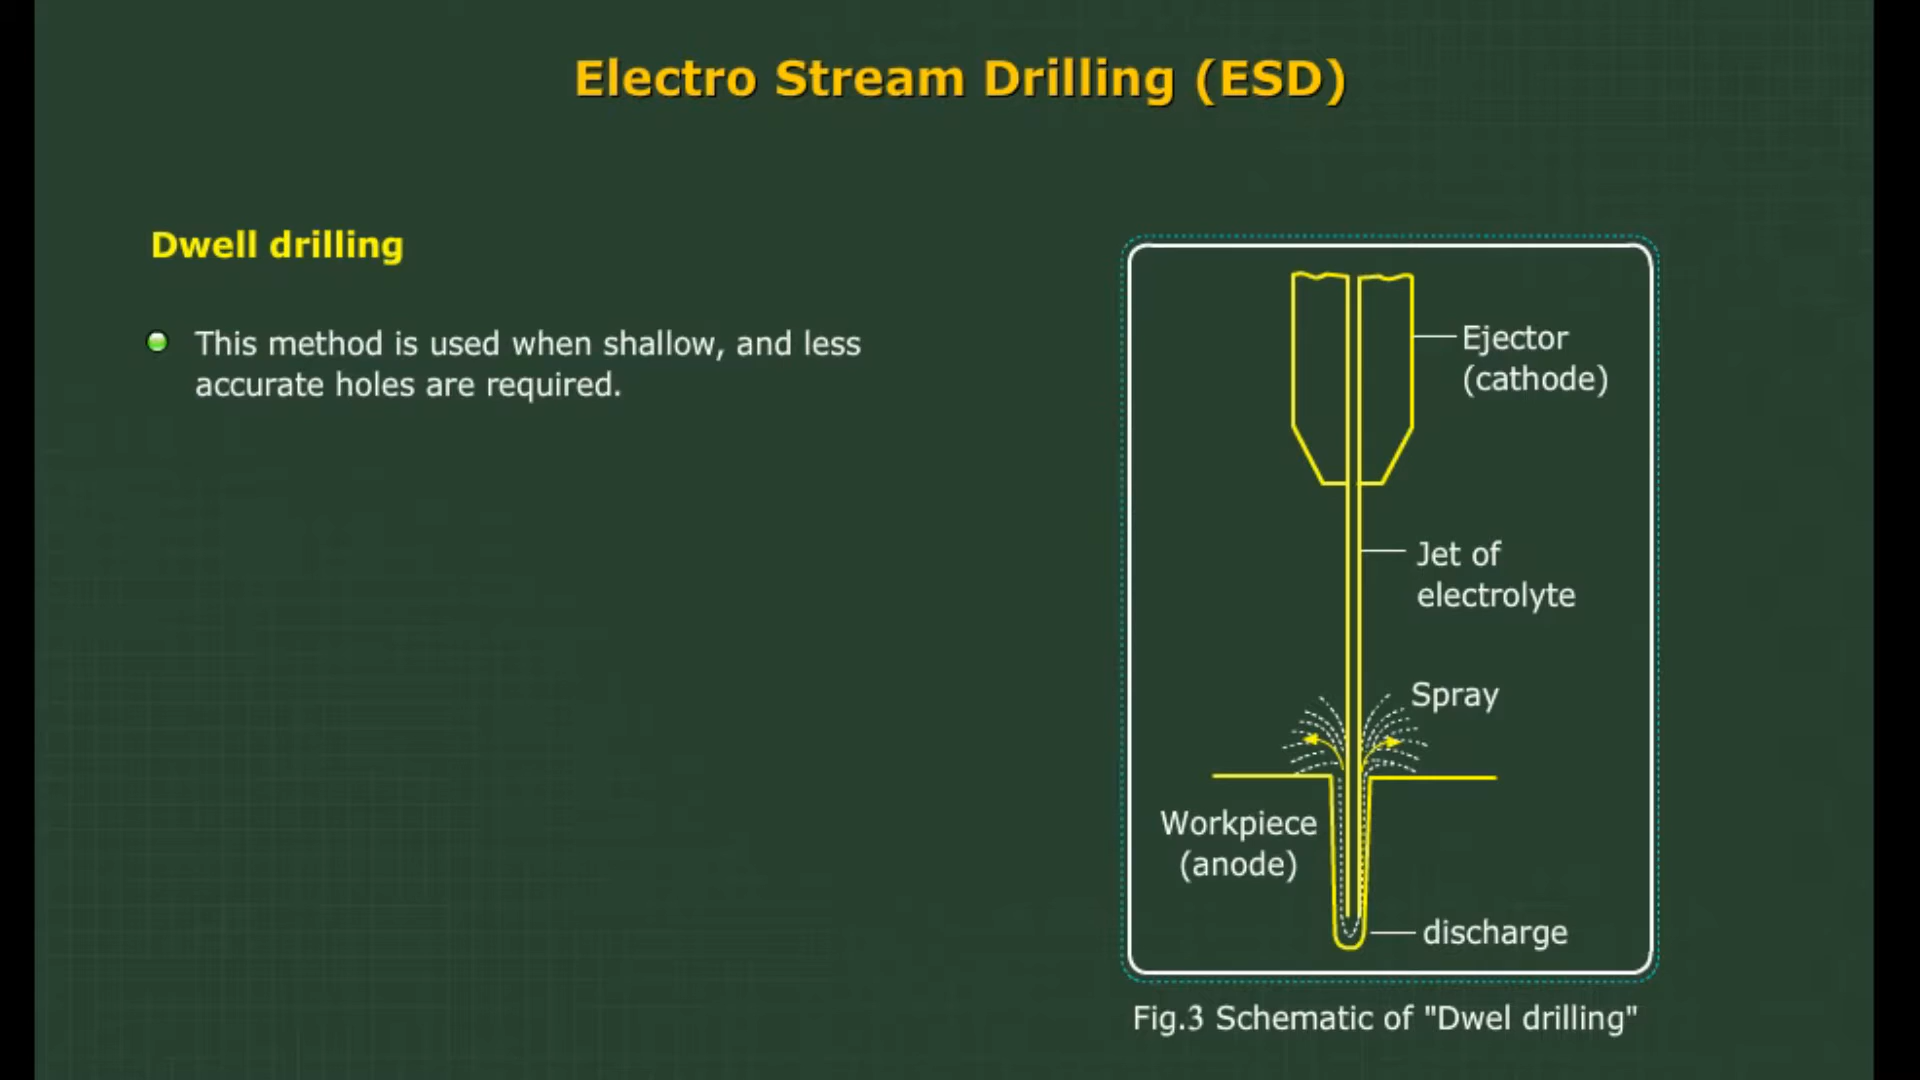 Electro Stream Drilling (ESD)
Dwell drilling
This method is used when shallow, and less
accurate holes are required.
Ejector
(cathode)
Jet of
electrolyte
Spray
Workpiece
(anode)
discharge
Fig.3 Schematic of "Dwel drilling"